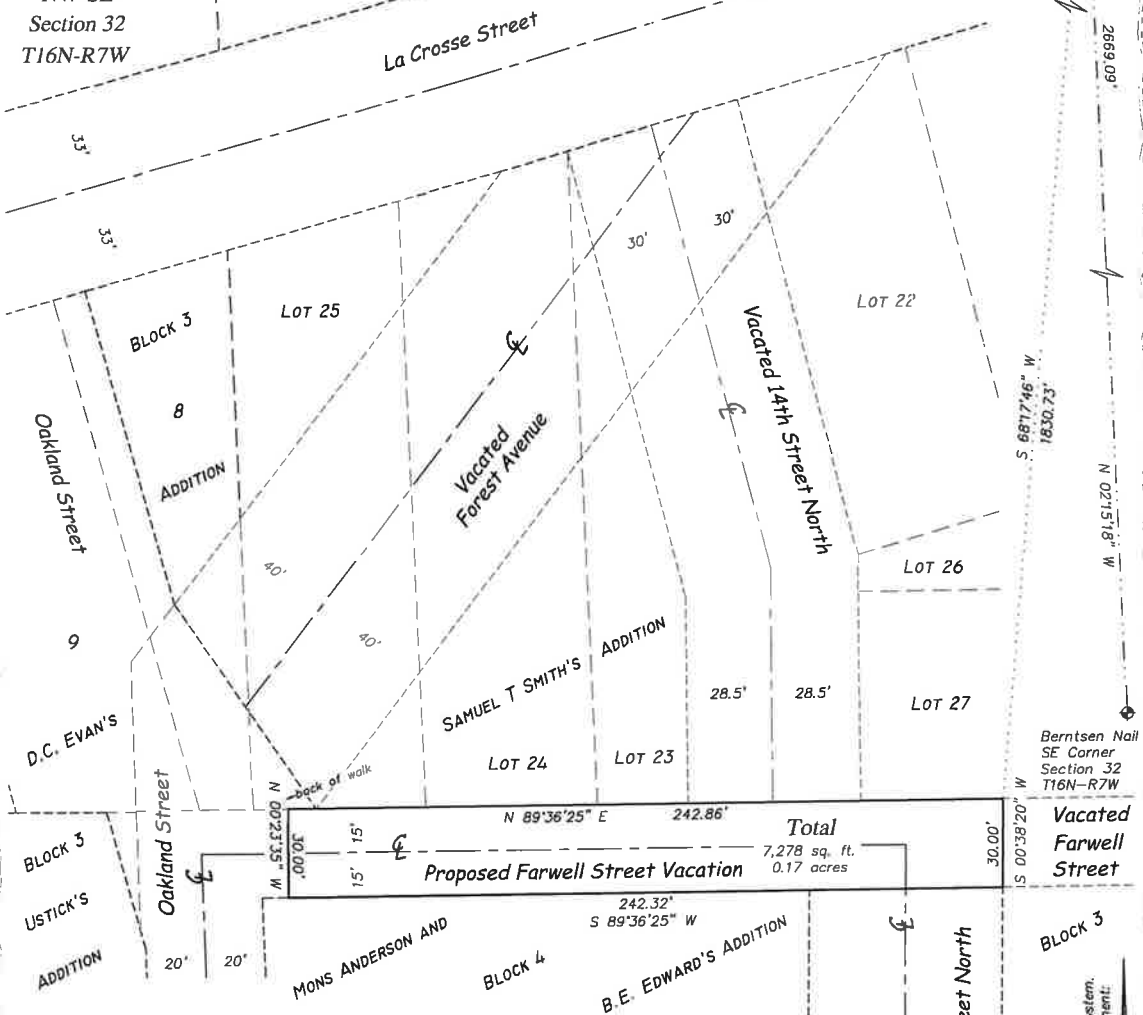 Section 32
T16N-R7W
La Crosse Street
2669.09'
33'
33'
30'
30'
BLOCK 3
LOT 25
LOT 22
8
ADDITION
Oakland Street
℄
Vacated
Forest Avenue
Vacated 14th Street North
℄
S 68°17'46" W
1830.73'
N 02°15'18" W
40'
40'
9
LOT 26
D.C. EVAN'S
SAMUEL T SMITH'S ADDITION
28.5'
28.5'
LOT 27
LOT 24
LOT 23
Berntsen Nail
SE Corner
Section 32
T16N-R7W
back of walk
Oakland Street
N 00°23'35" W
30.00'
15'
15'
℄
N 89°36'25" E
242.86'
Total
7,278 sq. ft.
0.17 acres
Proposed Farwell Street Vacation
30.00'
S 00°38'20" W
Vacated
Farwell
Street
242.32'
S 89°36'25" W
BLOCK 3
USTICK'S
ADDITION
℄
20'
20'
MONS ANDERSON AND
BLOCK 4
B.E. EDWARD'S ADDITION
℄
North
BLOCK 3